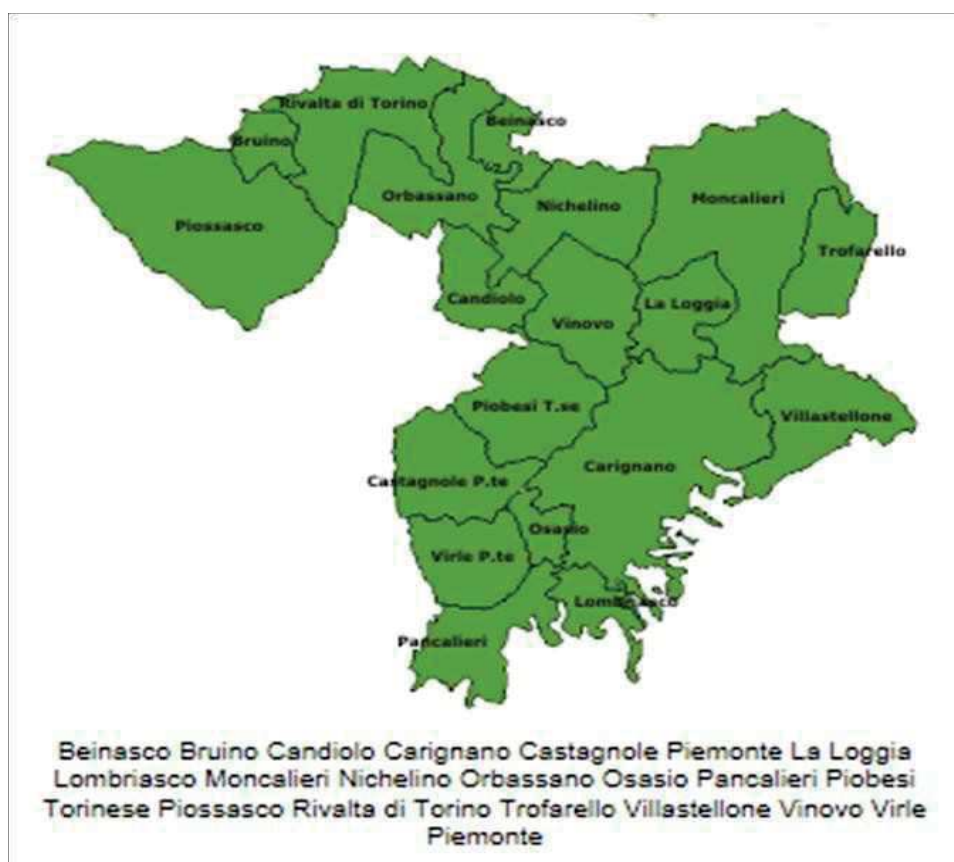 Rivalta di Torino
Beinasco
Bruino
Orbassano
Nichelino
Moncalieri
Piossasco
Trofarello
Candiolo
La Loggia
Vinovo
Piobesi T.se
Villastellone
Carignano
Castagnole P.te
Osasio
Virle P.te
Lombriasco
Pancalieri
Beinasco Bruino Candiolo Carignano Castagnole Piemonte La Loggia
Lombriasco Moncalieri Nichelino Orbassano Osasio Pancalieri Piobesi
Torinese Piossasco Rivalta di Torino Trofarello Villastellone Vinovo Virle
Piemonte